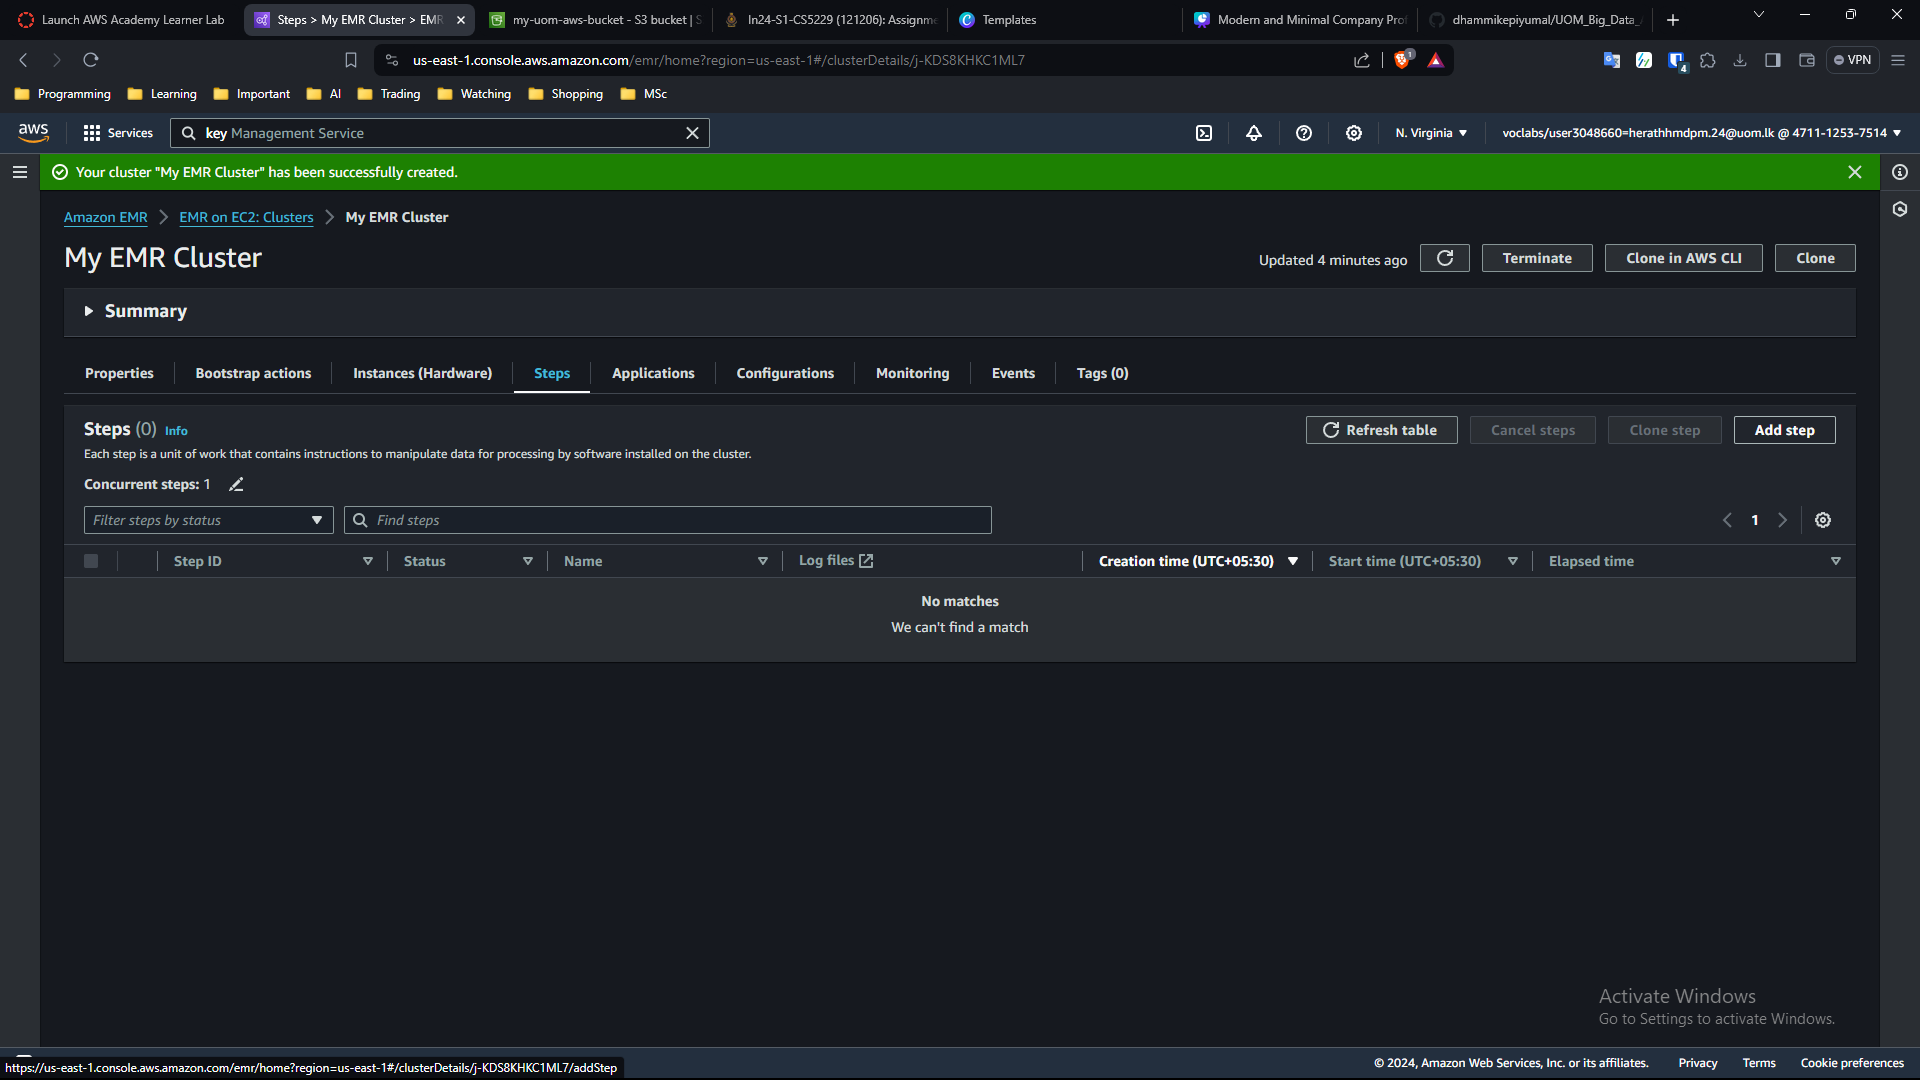 Launch AWS Academy Learner Lab
Steps > My EMR Cluster > EMR
my-uom-aws-bucket - S3 bucket | S
In24-S1-CS5229 (121206): Assignme
Templates
Modern and Minimal Company Prof
dhammikepiyumal/UOM_Big_Data_
us-east-1.console.aws.amazon.com/emr/home?region=us-east-1#/clusterDetails/j-KDS8KHKC1ML7
1
4
VPN
Programming
Learning
Important
AI
Trading
Watching
Shopping
MSc
aws
Services
key Management Service
N. Virginia
voclabs/user3048660=herathhmdpm.24@uom.lk @ 4711-1253-7514
Your cluster "My EMR Cluster" has been successfully created.
Amazon EMR
EMR on EC2: Clusters
My EMR Cluster
My EMR Cluster
Updated 4 minutes ago
Terminate
Clone in AWS CLI
Clone
Summary
Properties
Bootstrap actions
Instances (Hardware)
Steps
Applications
Configurations
Monitoring
Events
Tags (0)
Steps (0) Info
Refresh table
Cancel steps
Clone step
Add step
Each step is a unit of work that contains instructions to manipulate data for processing by software installed on the cluster.
Concurrent steps: 1
Filter steps by status
Find steps
1
Step ID
Status
Name
Log files
Creation time (UTC+05:30)
Start time (UTC+05:30)
Elapsed time
No matches
We can't find a match
Activate Windows
Go to Settings to activate Windows.
https://us-east-1.console.aws.amazon.com/emr/home?region=us-east-1#/clusterDetails/j-KDS8KHKC1ML7/addStep
© 2024, Amazon Web Services, Inc. or its affiliates.
Privacy
Terms
Cookie preferences